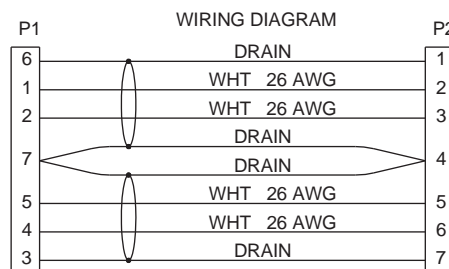 WIRING DIAGRAM
P1 P2
6 DRAIN 1
1 WHT 26 AWG 2
2 WHT 26 AWG 3
DRAIN
7 4
DRAIN
5 WHT 26 AWG 5
4 WHT 26 AWG 6
3 DRAIN 7